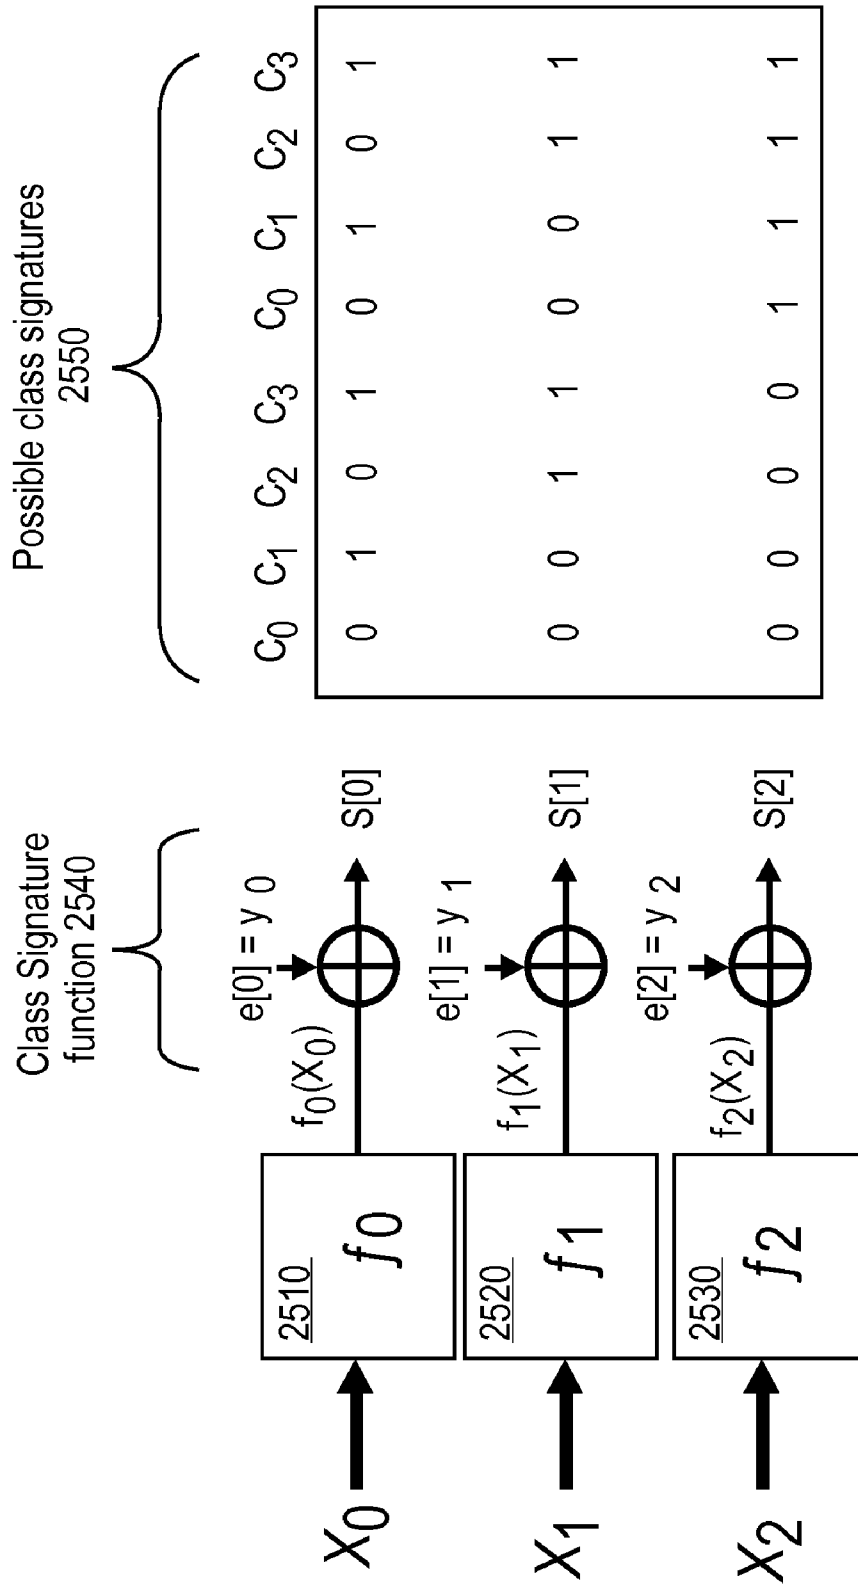 Class Signature
function 2540
Possible class signatures
2550
C0 C1 C2 C3 C0 C1 C2 C3
X0
2510
f0
f0(X0)
e[0] = y 0
S[0]
0 1 0 1 0 1 0 1
X1
2520
f1
f1(X1)
e[1] = y 1
S[1]
0 0 1 1 0 0 1 1
X2
2530
f2
f2(X2)
e[2] = y 2
S[2]
0 0 0 0 1 1 1 1